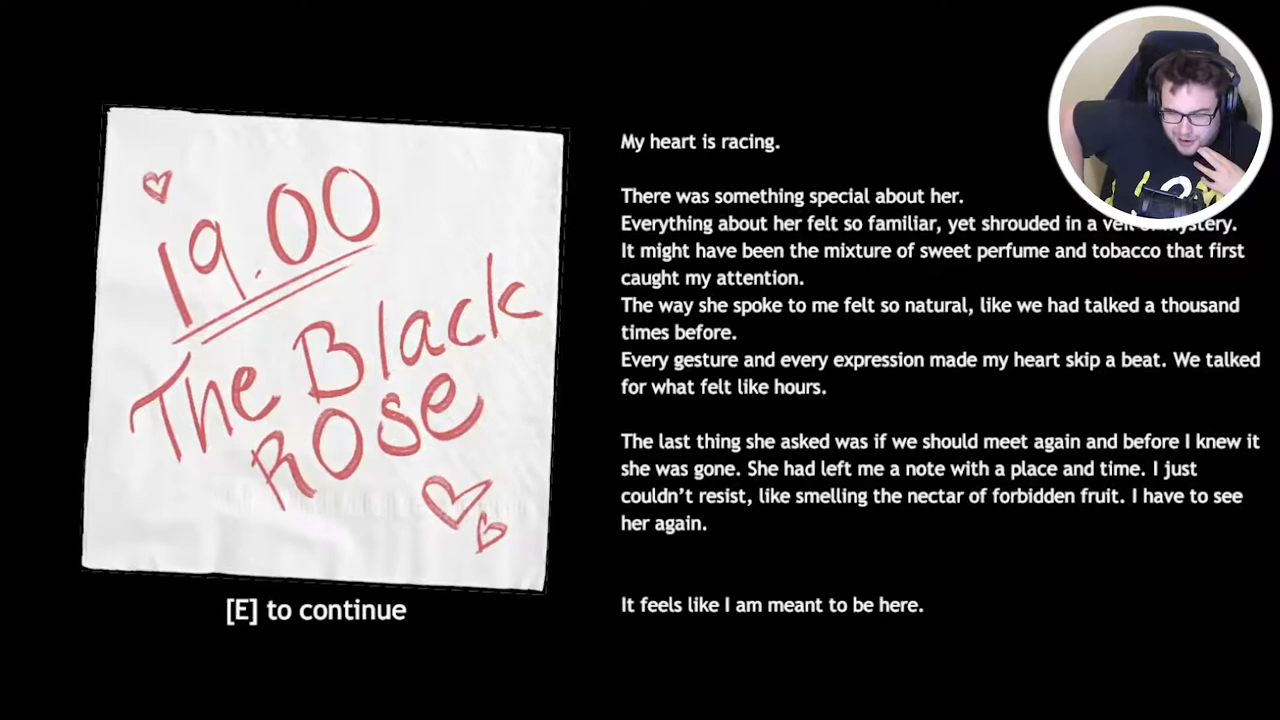 19.00
The Black
Rose
[E] to continue
My heart is racing.
There was something special about her.
Everything about her felt so familiar, yet shrouded in a veil of mystery.
It might have been the mixture of sweet perfume and tobacco that first
caught my attention.
The way she spoke to me felt so natural, like we had talked a thousand
times before.
Every gesture and every expression made my heart skip a beat. We talked
for what felt like hours.
The last thing she asked was if we should meet again and before I knew it
she was gone. She had left me a note with a place and time. I just
couldn't resist, like smelling the nectar of forbidden fruit. I have to see
her again.
It feels like I am meant to be here.